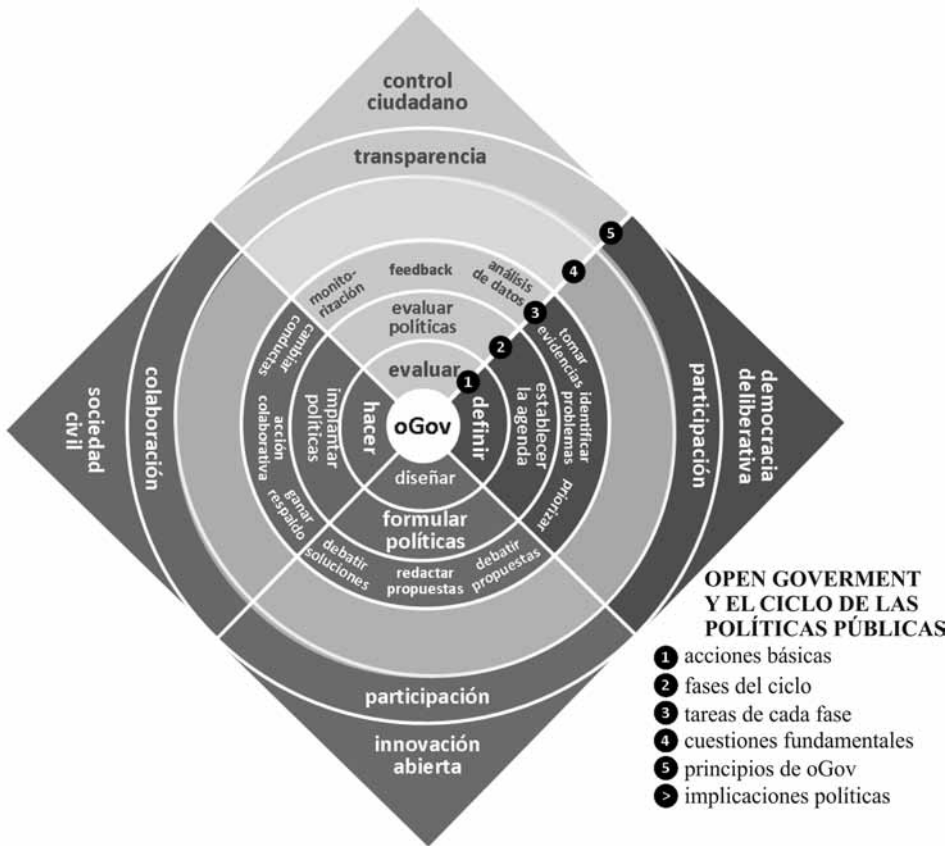 control
ciudadano
transparencia
monito-
rización
feedback
análisis
de datos
evaluar
políticas
evaluar
oGov
definir
establecer
la agenda
tomar
evidencias
identificar
problemas
priorizar
participación
democracia
deliberativa
diseñar
formular
políticas
debatir
soluciones
redactar
propuestas
debatir
propuestas
participación
innovación
abierta
hacer
implantar
políticas
cambiar
conductas
acción
colaborativa
ganar
respaldo
colaboración
sociedad
civil
1
2
3
4
5
OPEN GOVERMENT
Y EL CICLO DE LAS
POLÍTICAS PÚBLICAS
1 acciones básicas
2 fases del ciclo
3 tareas de cada fase
4 cuestiones fundamentales
5 principios de oGov
> implicaciones políticas